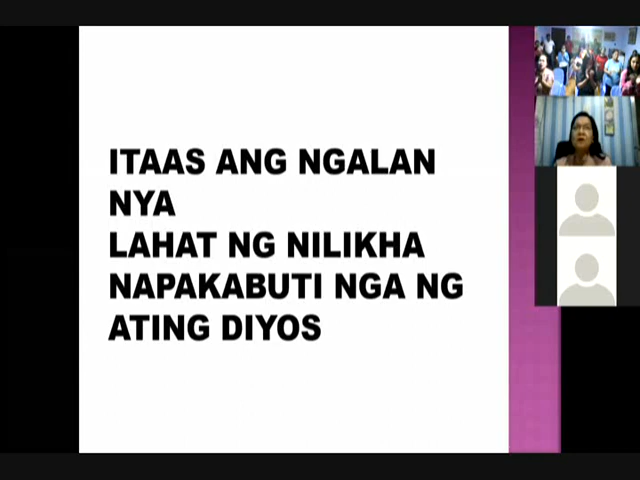 ITAAS ANG NGALAN
NYA
LAHAT NG NILIKHA
NAPAKABUTI NGA NG
ATING DIYOS